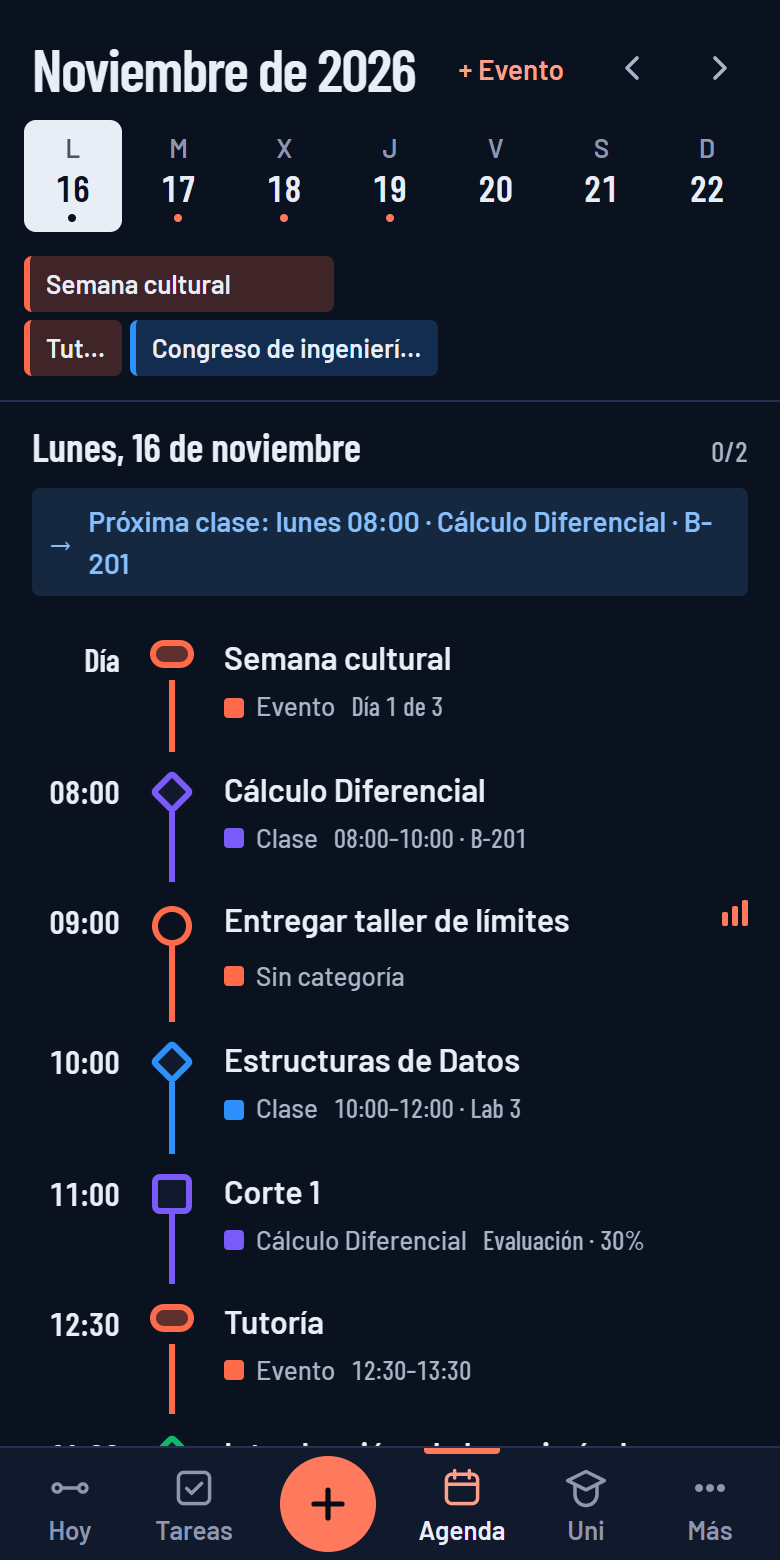 Noviembre de 2026 + Evento
L M X J V S D
16 17 18 19 20 21 22
Semana cultural
Tut... Congreso de ingenierí...
Lunes, 16 de noviembre 0/2
→ Próxima clase: lunes 08:00 · Cálculo Diferencial · B-
201
Día Semana cultural
Evento Día 1 de 3
08:00 Cálculo Diferencial
Clase 08:00–10:00 · B-201
09:00 Entregar taller de límites
Sin categoría
10:00 Estructuras de Datos
Clase 10:00–12:00 · Lab 3
11:00 Corte 1
Cálculo Diferencial Evaluación · 30%
12:30 Tutoría
Evento 12:30–13:30
Hoy Tareas + Agenda Uni Más